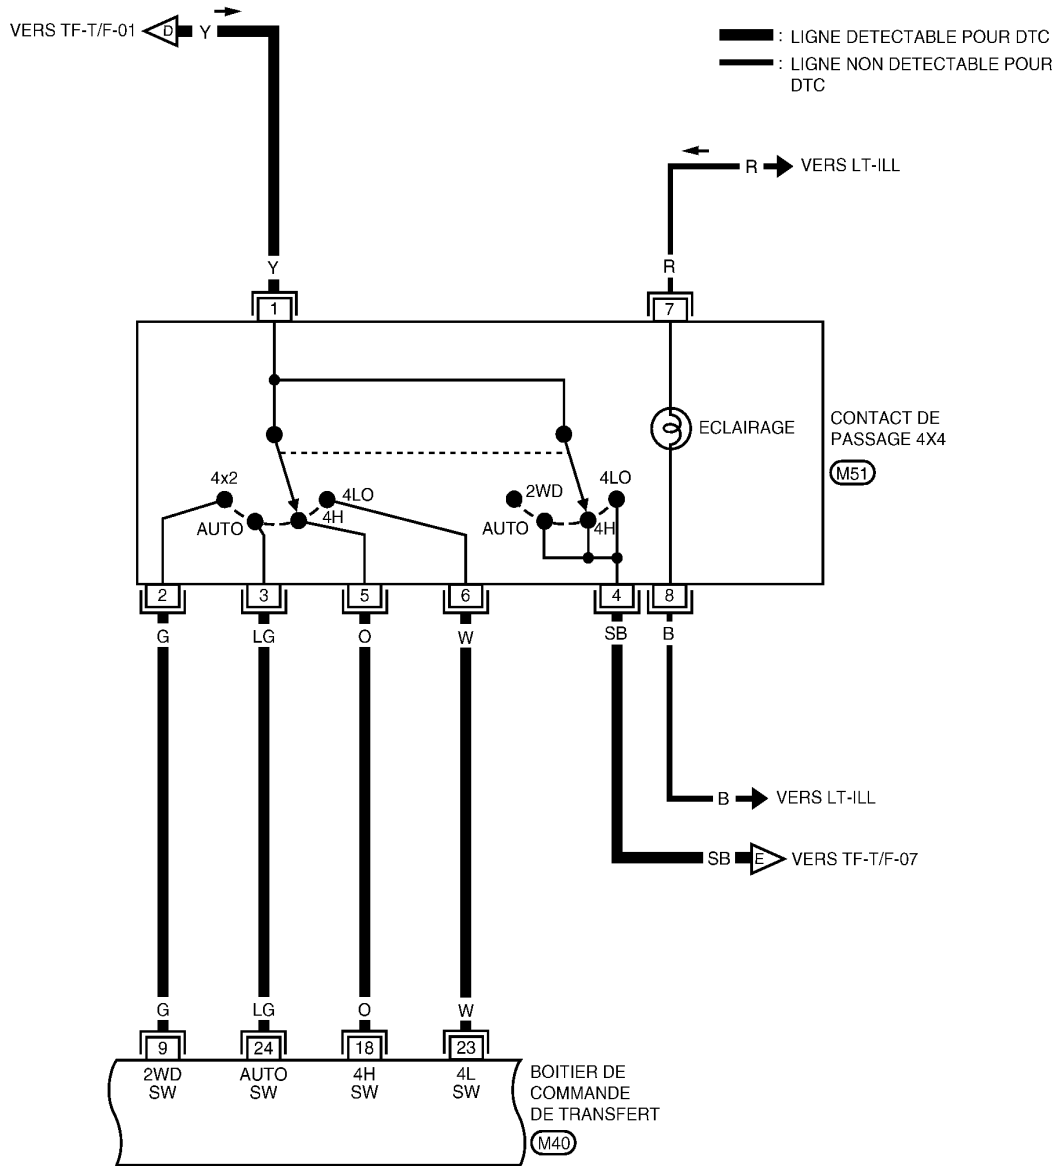 VERS TF-T/F-01 D Y
: LIGNE DETECTABLE POUR DTC
: LIGNE NON DETECTABLE POUR
DTC
R VERS LT-ILL
Y
R
1
7
ECLAIRAGE
CONTACT DE
PASSAGE 4X4
M51
4x2
4LO
AUTO
4H
2WD
4LO
AUTO
4H
2 3 5 6 4 8
G LG O W SB B
B VERS LT-ILL
SB E VERS TF-T/F-07
G LG O W
9 24 18 23
2WD
SW
AUTO
SW
4H
SW
4L
SW
BOITIER DE
COMMANDE
DE TRANSFERT
M40